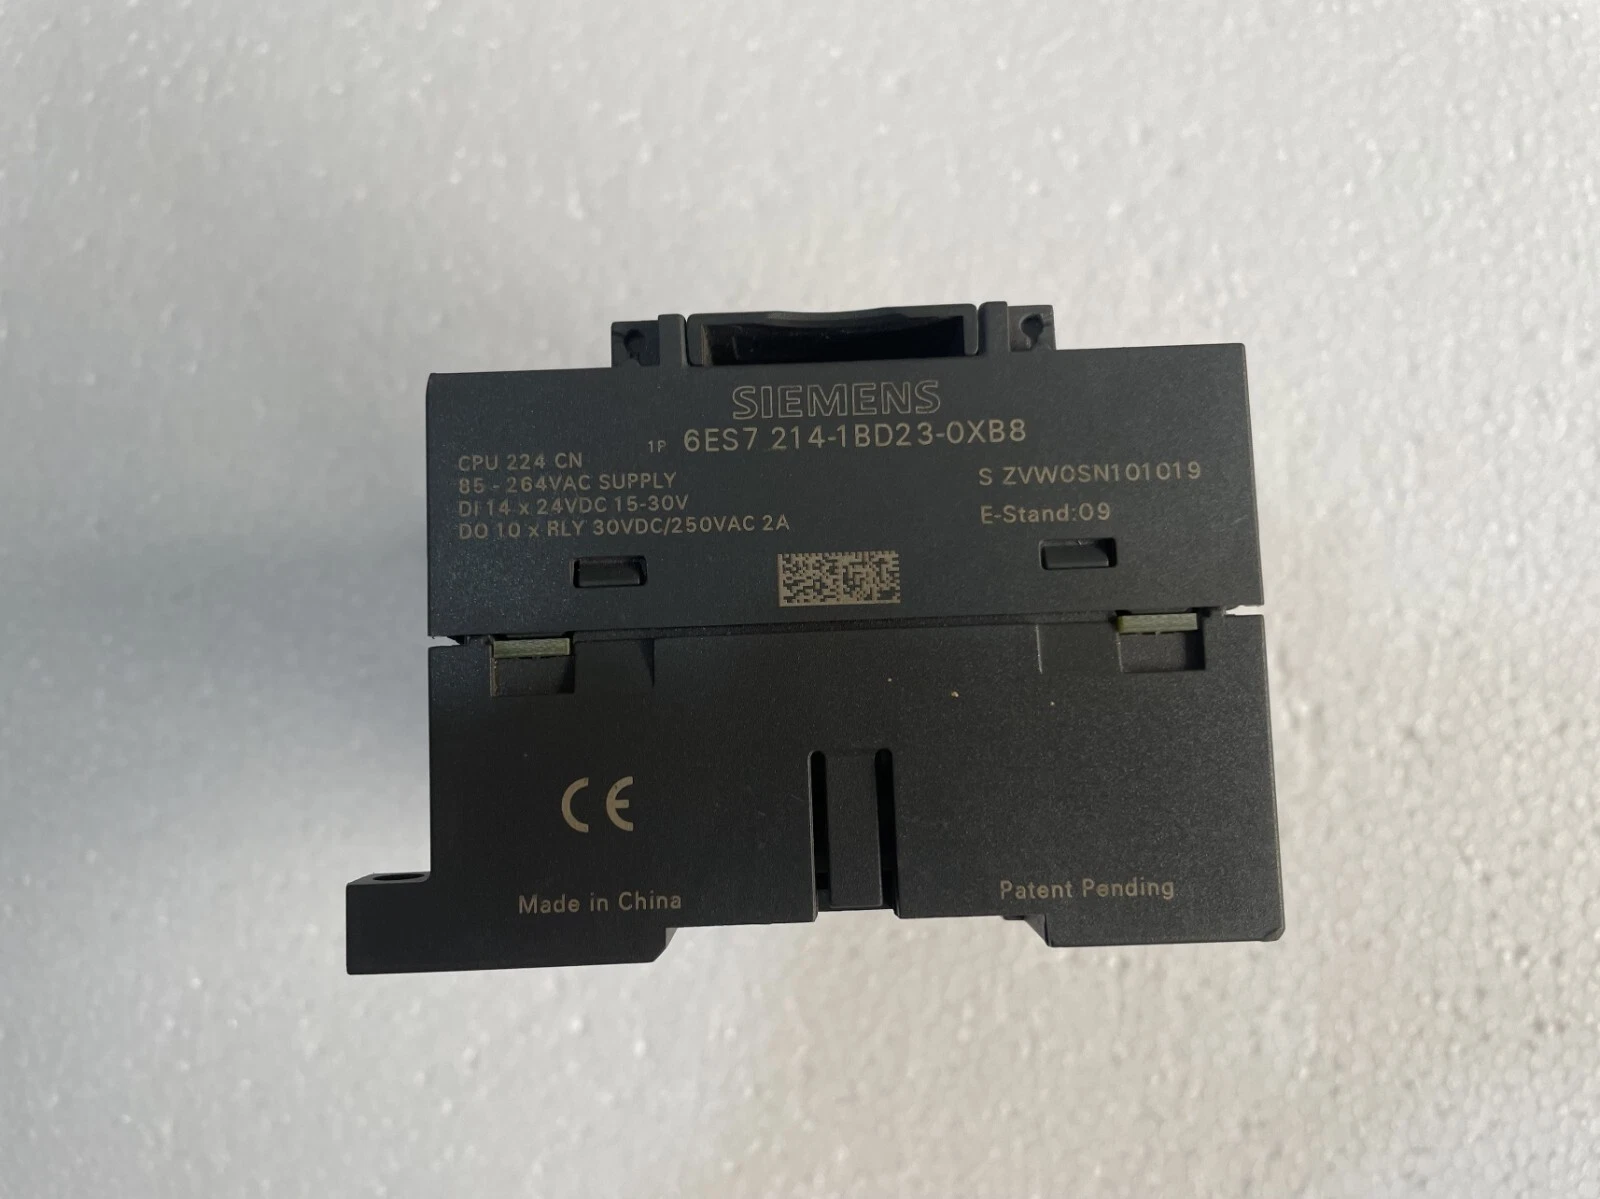 SIEMENS
1P 6ES7 214-1BD23-0XB8
CPU 224 CN
85 - 264VAC SUPPLY
DI 14 x 24VDC 15-30V
DO 10 x RLY 30VDC/250VAC 2A
S ZVW0SN101019
E-Stand:09
CE
Made in China
Patent Pending